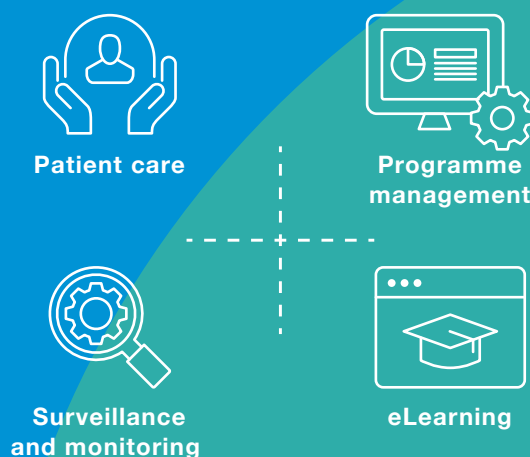 Patient care
Programme
management
Surveillance
and monitoring
eLearning